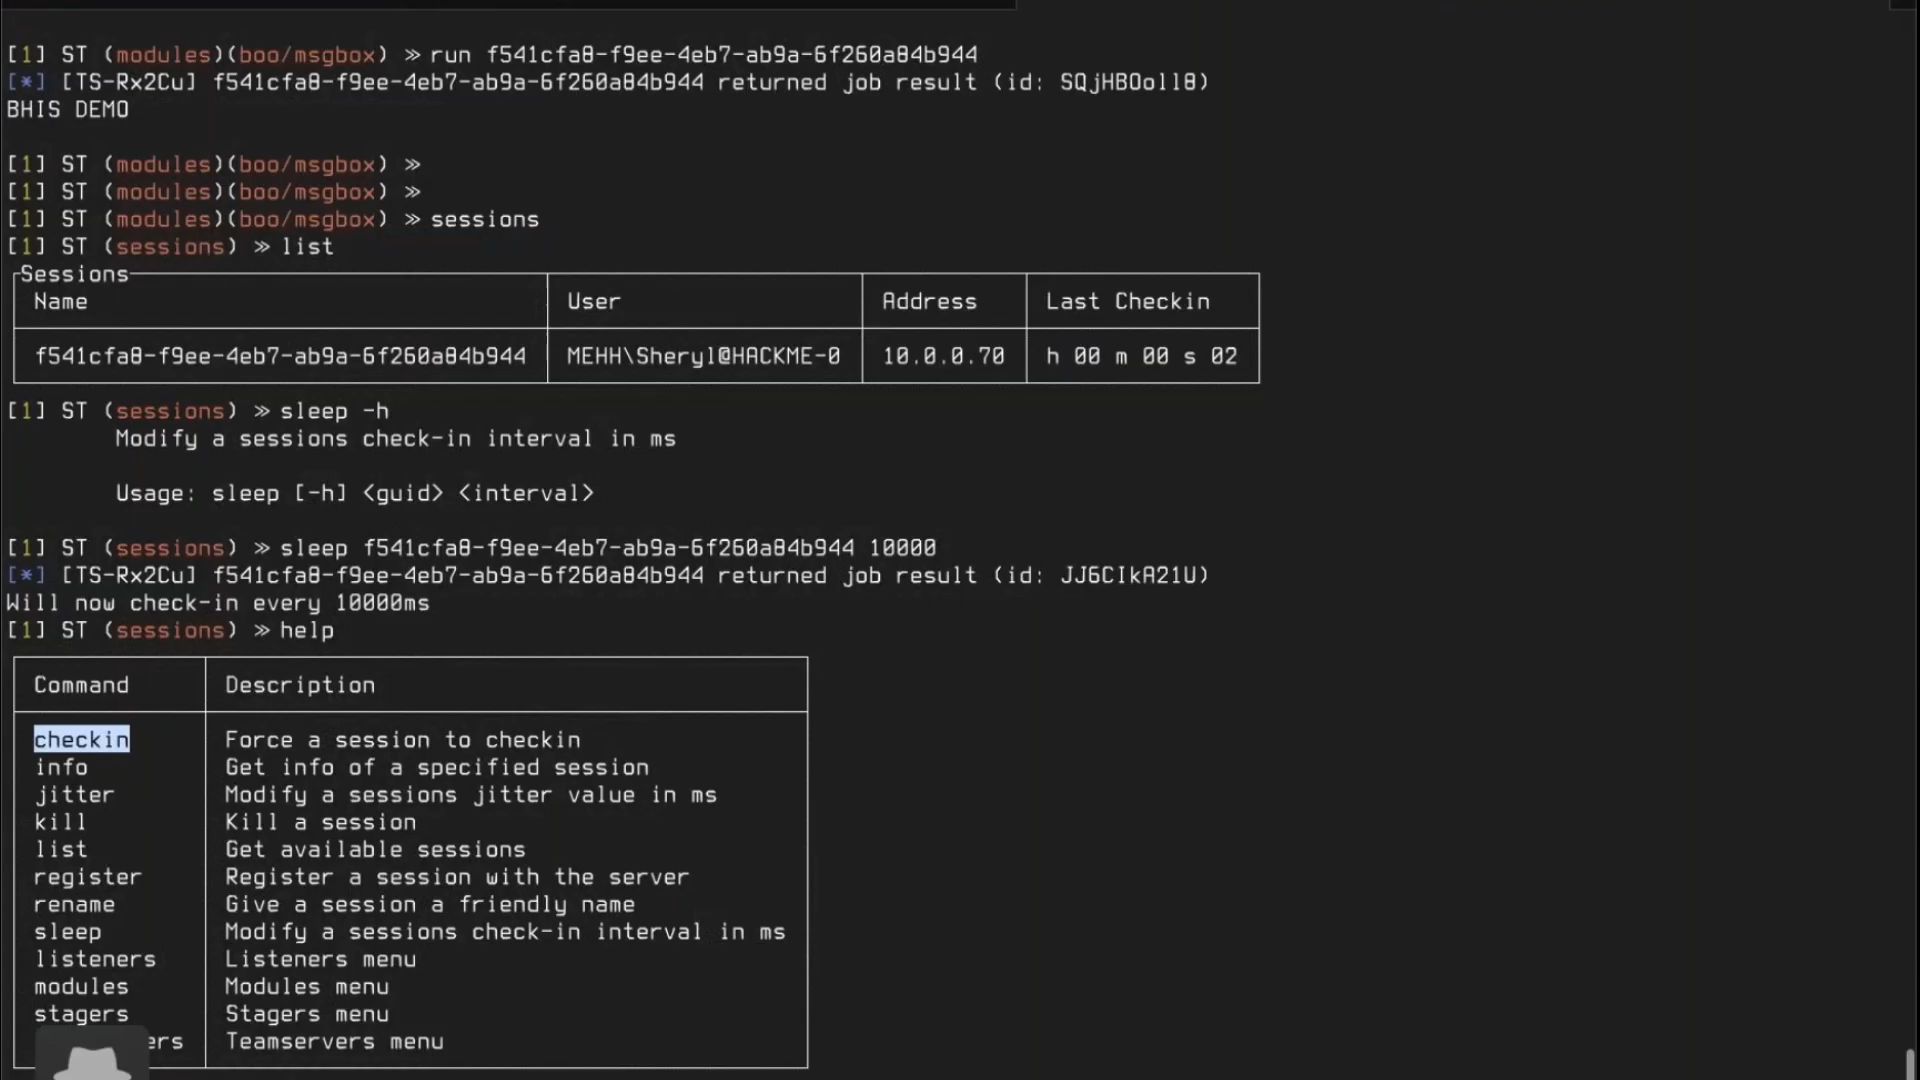 [1] ST (modules)(boo/msgbox) ≫ run f541cfa8-f9ee-4eb7-ab9a-6f260a84b944
[*] [TS-Rx2Cu] f541cfa8-f9ee-4eb7-ab9a-6f260a84b944 returned job result (id: SQjHBOoll8)
BHIS DEMO
[1] ST (modules)(boo/msgbox) ≫
[1] ST (modules)(boo/msgbox) ≫
[1] ST (modules)(boo/msgbox) ≫ sessions
[1] ST (sessions) ≫ list
Sessions
Name User Address Last Checkin
f541cfa8-f9ee-4eb7-ab9a-6f260a84b944 MEHH\Sheryl@HACKME-0 10.0.0.70 h 00 m 00 s 02
[1] ST (sessions) ≫ sleep -h
Modify a sessions check-in interval in ms
Usage: sleep [-h] <guid> <interval>
[1] ST (sessions) ≫ sleep f541cfa8-f9ee-4eb7-ab9a-6f260a84b944 10000
[*] [TS-Rx2Cu] f541cfa8-f9ee-4eb7-ab9a-6f260a84b944 returned job result (id: JJ6CIkA21U)
Will now check-in every 10000ms
[1] ST (sessions) ≫ help
Command Description
checkin Force a session to checkin
info Get info of a specified session
jitter Modify a sessions jitter value in ms
kill Kill a session
list Get available sessions
register Register a session with the server
rename Give a session a friendly name
sleep Modify a sessions check-in interval in ms
listeners Listeners menu
modules Modules menu
stagers Stagers menu
ers Teamservers menu